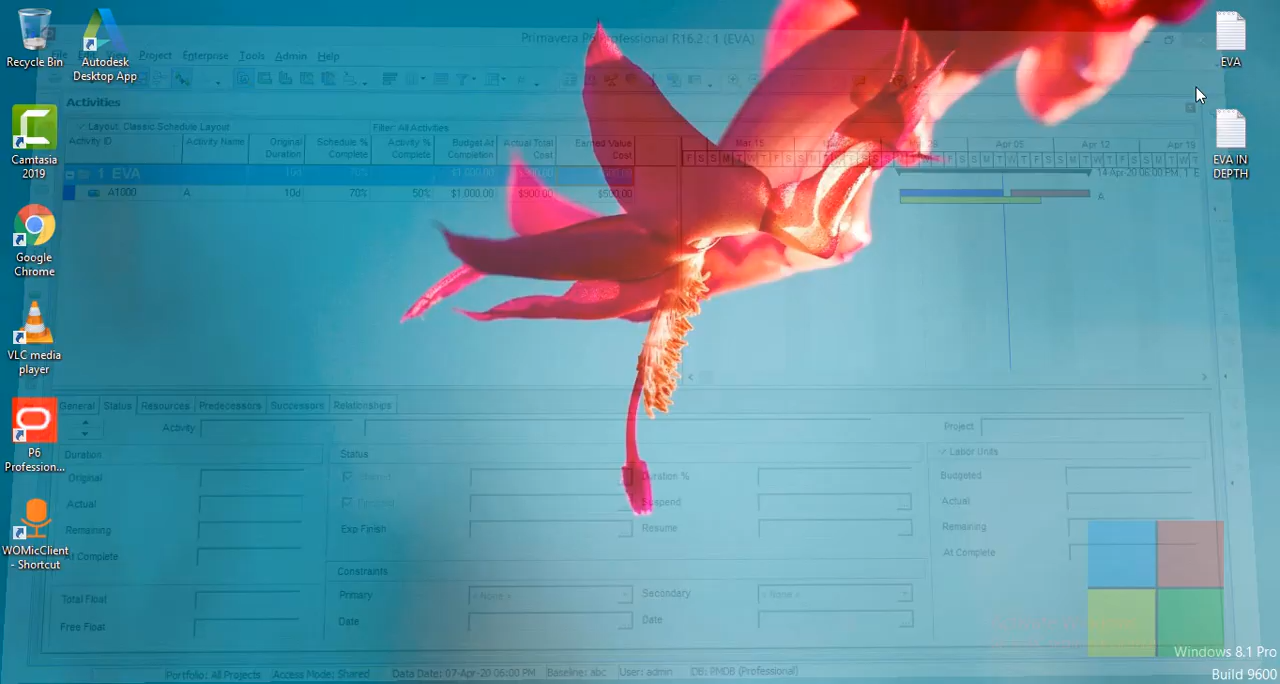 Recycle Bin
Autodesk
Desktop App
Camtasia
2019
Google
Chrome
VLC media
player
P6
Profession...
WOMicClient
- Shortcut
EVA
EVA IN
DEPTH
Primavera P6 Professional R16.2 : 1 (EVA)
File Edit View Project Enterprise Tools Admin Help
Activities
Layout: Classic Schedule Layout
Filter: All Activities
Activity ID
Activity Name
Original
Duration
Schedule %
Complete
Activity %
Complete
Budget At
Completion
Actual Total
Cost
Earned Value
Cost
Mar 15
Apr 05
Apr 12
Apr 19
1 EVA
10d
70%
$1,000.00
14-Apr-20 06:00 PM, 1 E
A1000
A
10d
70%
50%
$1,000.00
$500.00
A
General Status Resources Predecessors Successors Relationships
Activity
Project
Duration
Original
Actual
Remaining
At Complete
Total Float
Free Float
Status
Started
Finished
Exp Finish
Duration %
Suspend
Resume
Constraints
Primary
< None >
Date
Secondary
< None >
Date
Labor Units
Budgeted
Actual
Remaining
At Complete
Portfolio: All Projects
Access Mode: Shared
Data Date: 07-Apr-20 06:00 PM
Baseline: abc
User: admin
DB: PMDB (Professional)
Activate Windows
Windows 8.1 Pro
Build 9600